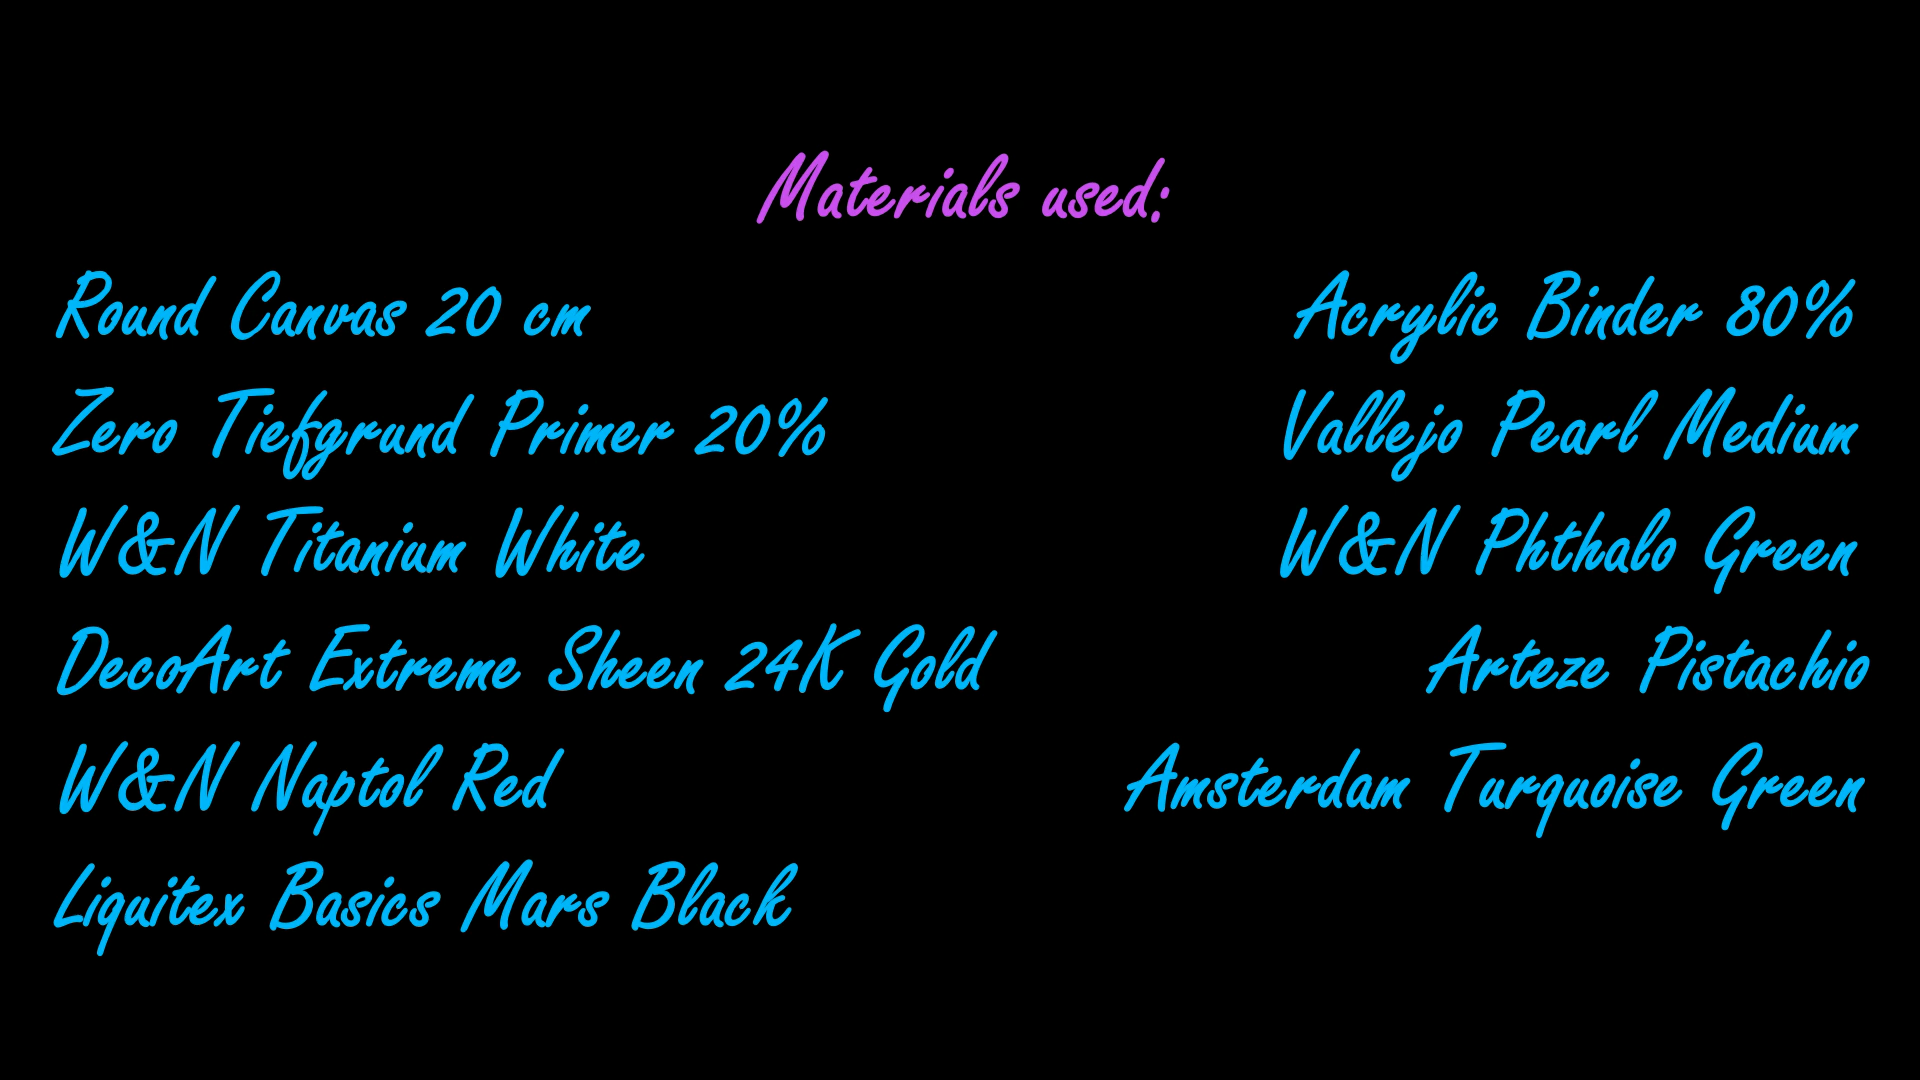 Materials used:
Round Canvas 20 cm
Acrylic Binder 80%
Zero Tiefgrund Primer 20%
Vallejo Pearl Medium
W&N Titanium White
W&N Phthalo Green
DecoArt Extreme Sheen 24K Gold
Arteze Pistachio
W&N Naptol Red
Amsterdam Turquoise Green
Liquitex Basics Mars Black